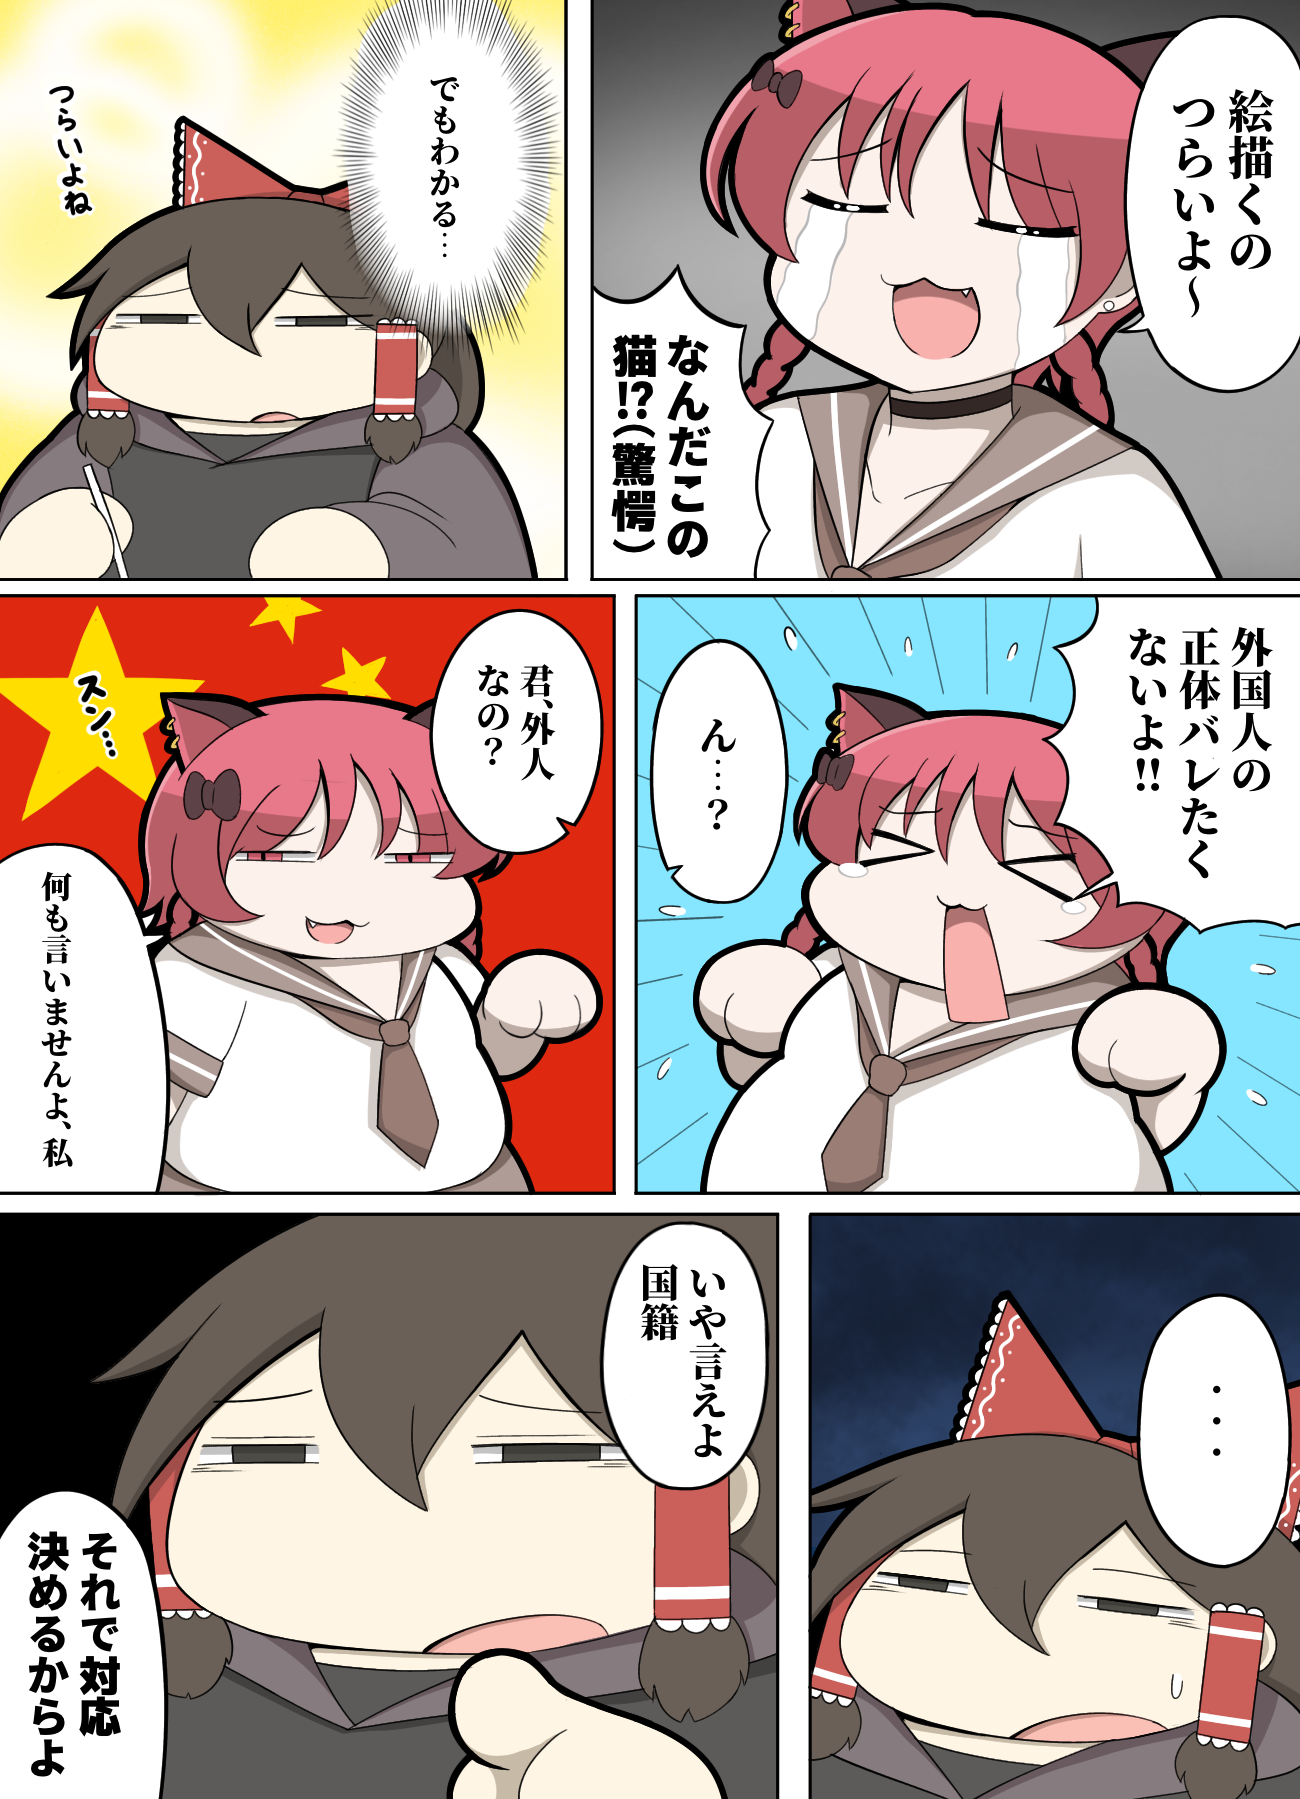 絵描くの
つらいよ～
なんだこの
猫!?(驚愕)
でもわかる…
つらいよね
外国人の
正体バレたく
ないよ!!
ん…？
君、外人
なの？
スン…
何も言いませんよ、私
・・・
いや言えよ
国籍
それで対応
決めるからよ